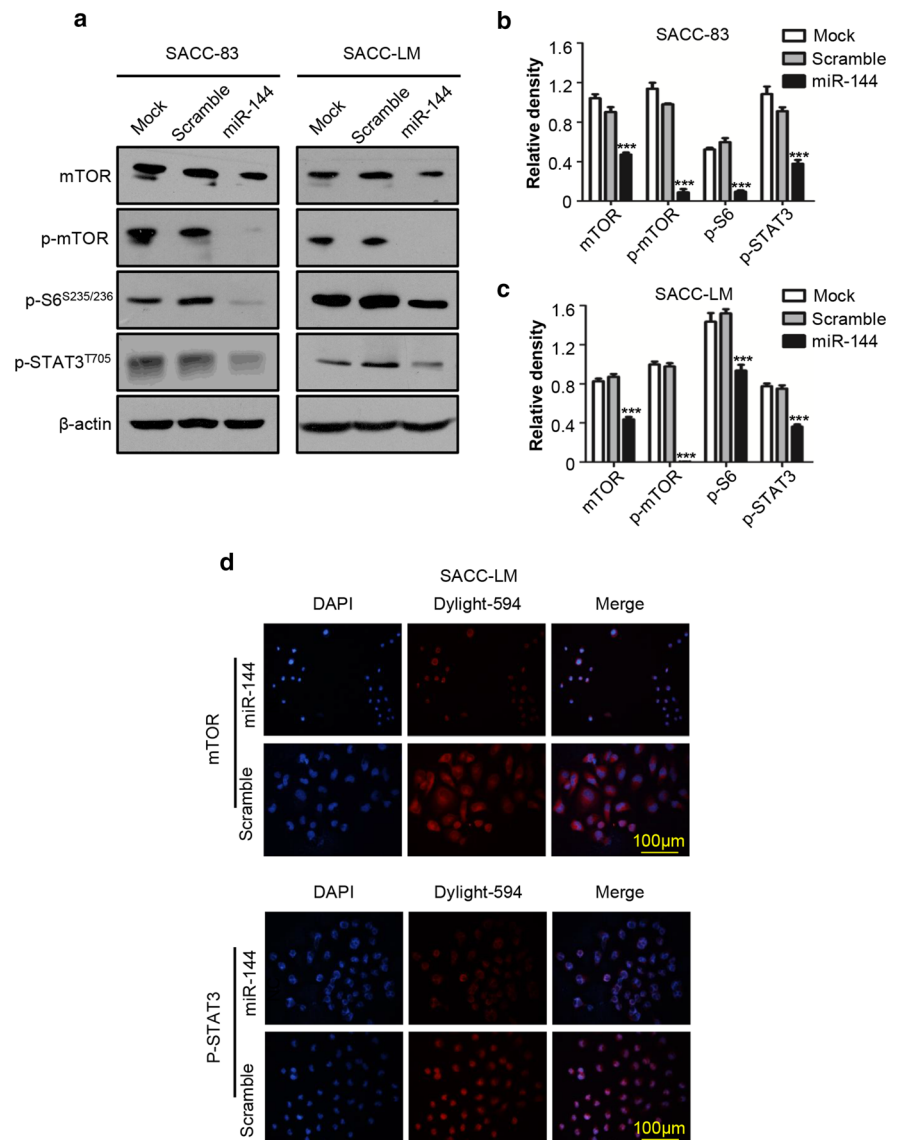 a
SACC-83
SACC-LM
Mock
Scramble
miR-144
Mock
Scramble
miR-144
mTOR
p-mTOR
p-S6S235/236
p-STAT3T705
β-actin
b
SACC-83
Mock
Scramble
miR-144
Relative density
1.6
1.2
0.8
0.4
0
***
***
***
***
mTOR
p-mTOR
p-S6
p-STAT3
c
SACC-LM
Mock
Scramble
miR-144
Relative density
1.6
1.2
0.8
0.4
0
***
***
***
***
mTOR
p-mTOR
p-S6
p-STAT3
d
SACC-LM
DAPI
Dylight-594
Merge
mTOR
miR-144
Scramble
100μm
DAPI
Dylight-594
Merge
P-STAT3
miR-144
Scramble
100μm